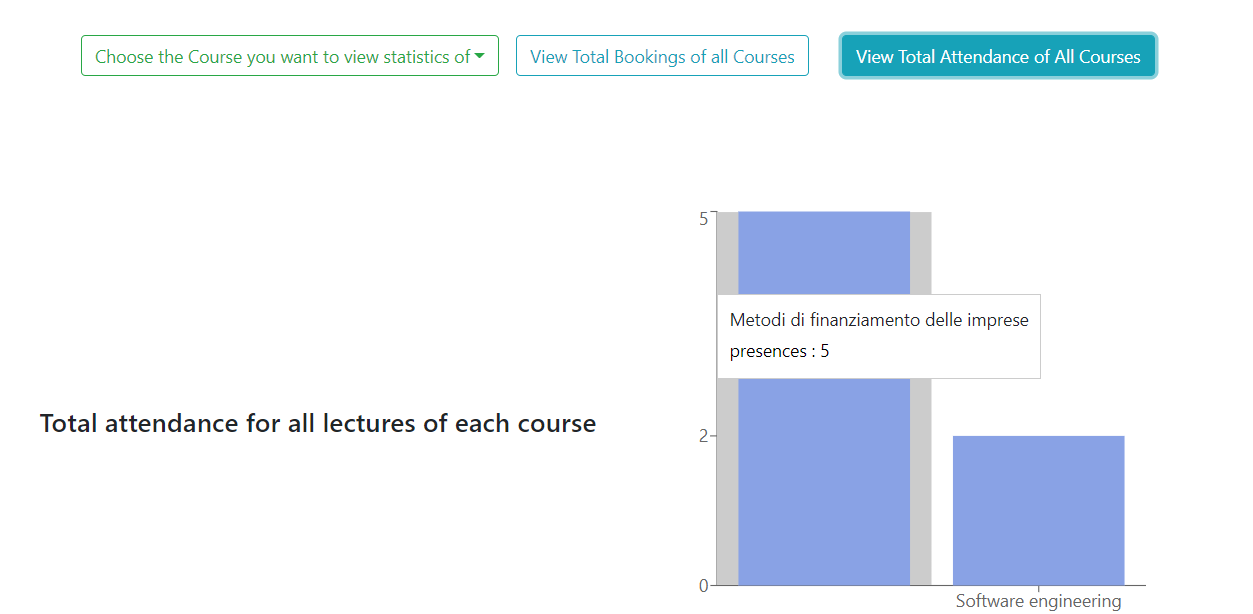 Choose the Course you want to view statistics of
View Total Bookings of all Courses
View Total Attendance of All Courses
Total attendance for all lectures of each course
5
Metodi di finanziamento delle imprese
presences : 5
2
0
Software engineering